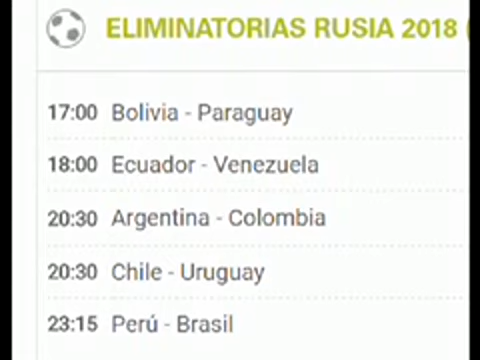 ELIMINATORIAS RUSIA 2018 (
17:00 Bolivia - Paraguay
18:00 Ecuador - Venezuela
20:30 Argentina - Colombia
20:30 Chile - Uruguay
23:15 Perú - Brasil